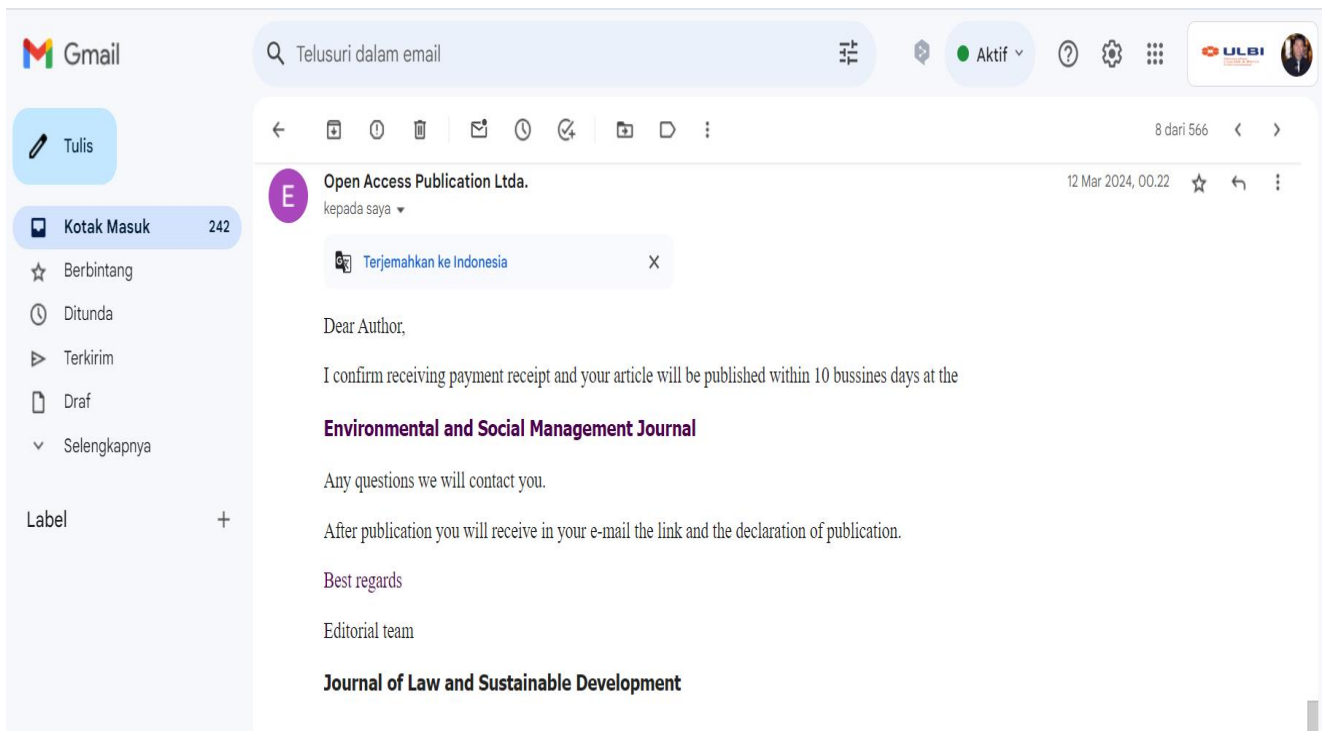 Gmail
Telusuri dalam email
Aktif
ULBI
Tulis
8 dari 566
Kotak Masuk 242
Berbintang
Ditunda
Terkirim
Draf
Selengkapnya
Label
E
Open Access Publication Ltda.
12 Mar 2024, 00.22
kepada saya
Terjemahkan ke Indonesia
Dear Author,
I confirm receiving payment receipt and your article will be published within 10 bussines days at the
Environmental and Social Management Journal
Any questions we will contact you.
After publication you will receive in your e-mail the link and the declaration of publication.
Best regards
Editorial team
Journal of Law and Sustainable Development